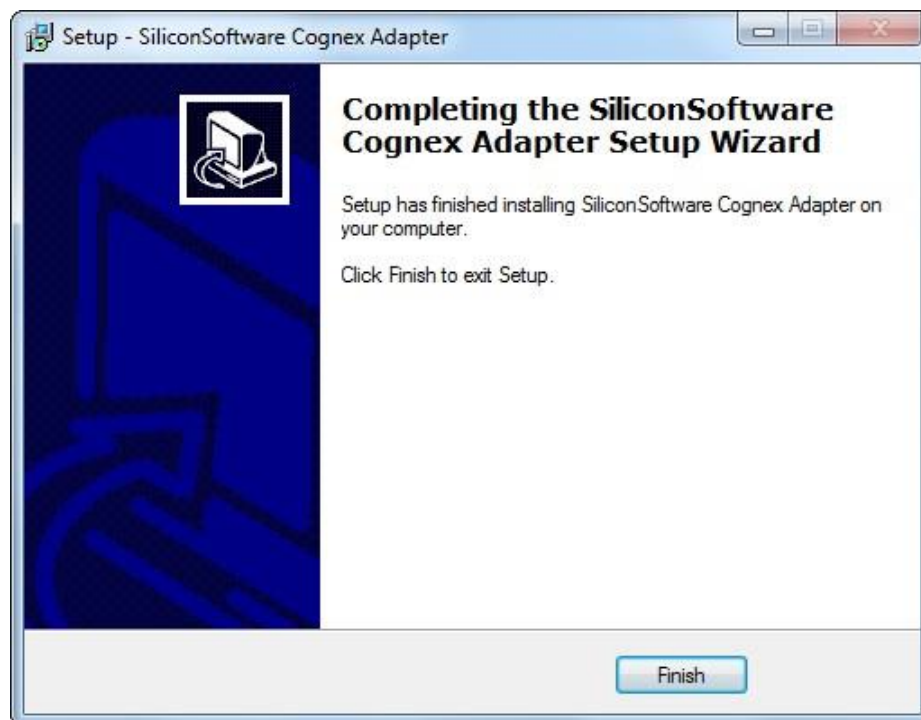 Setup - SiliconSoftware Cognex Adapter
Completing the SiliconSoftware
Cognex Adapter Setup Wizard
Setup has finished installing SiliconSoftware Cognex Adapter on
your computer.
Click Finish to exit Setup.
Finish